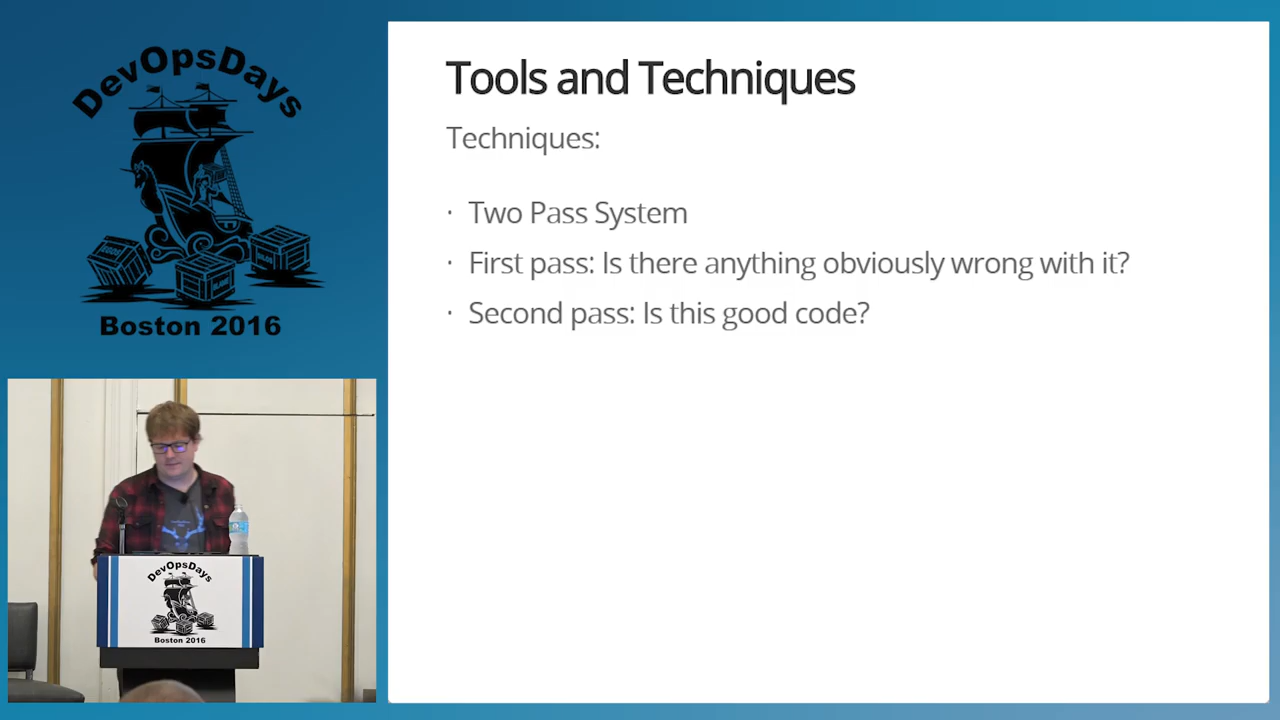 DevOpsDays
Boston 2016
Tools and Techniques
Techniques:
· Two Pass System
· First pass: Is there anything obviously wrong with it?
· Second pass: Is this good code?
DevOpsDays
Boston 2016